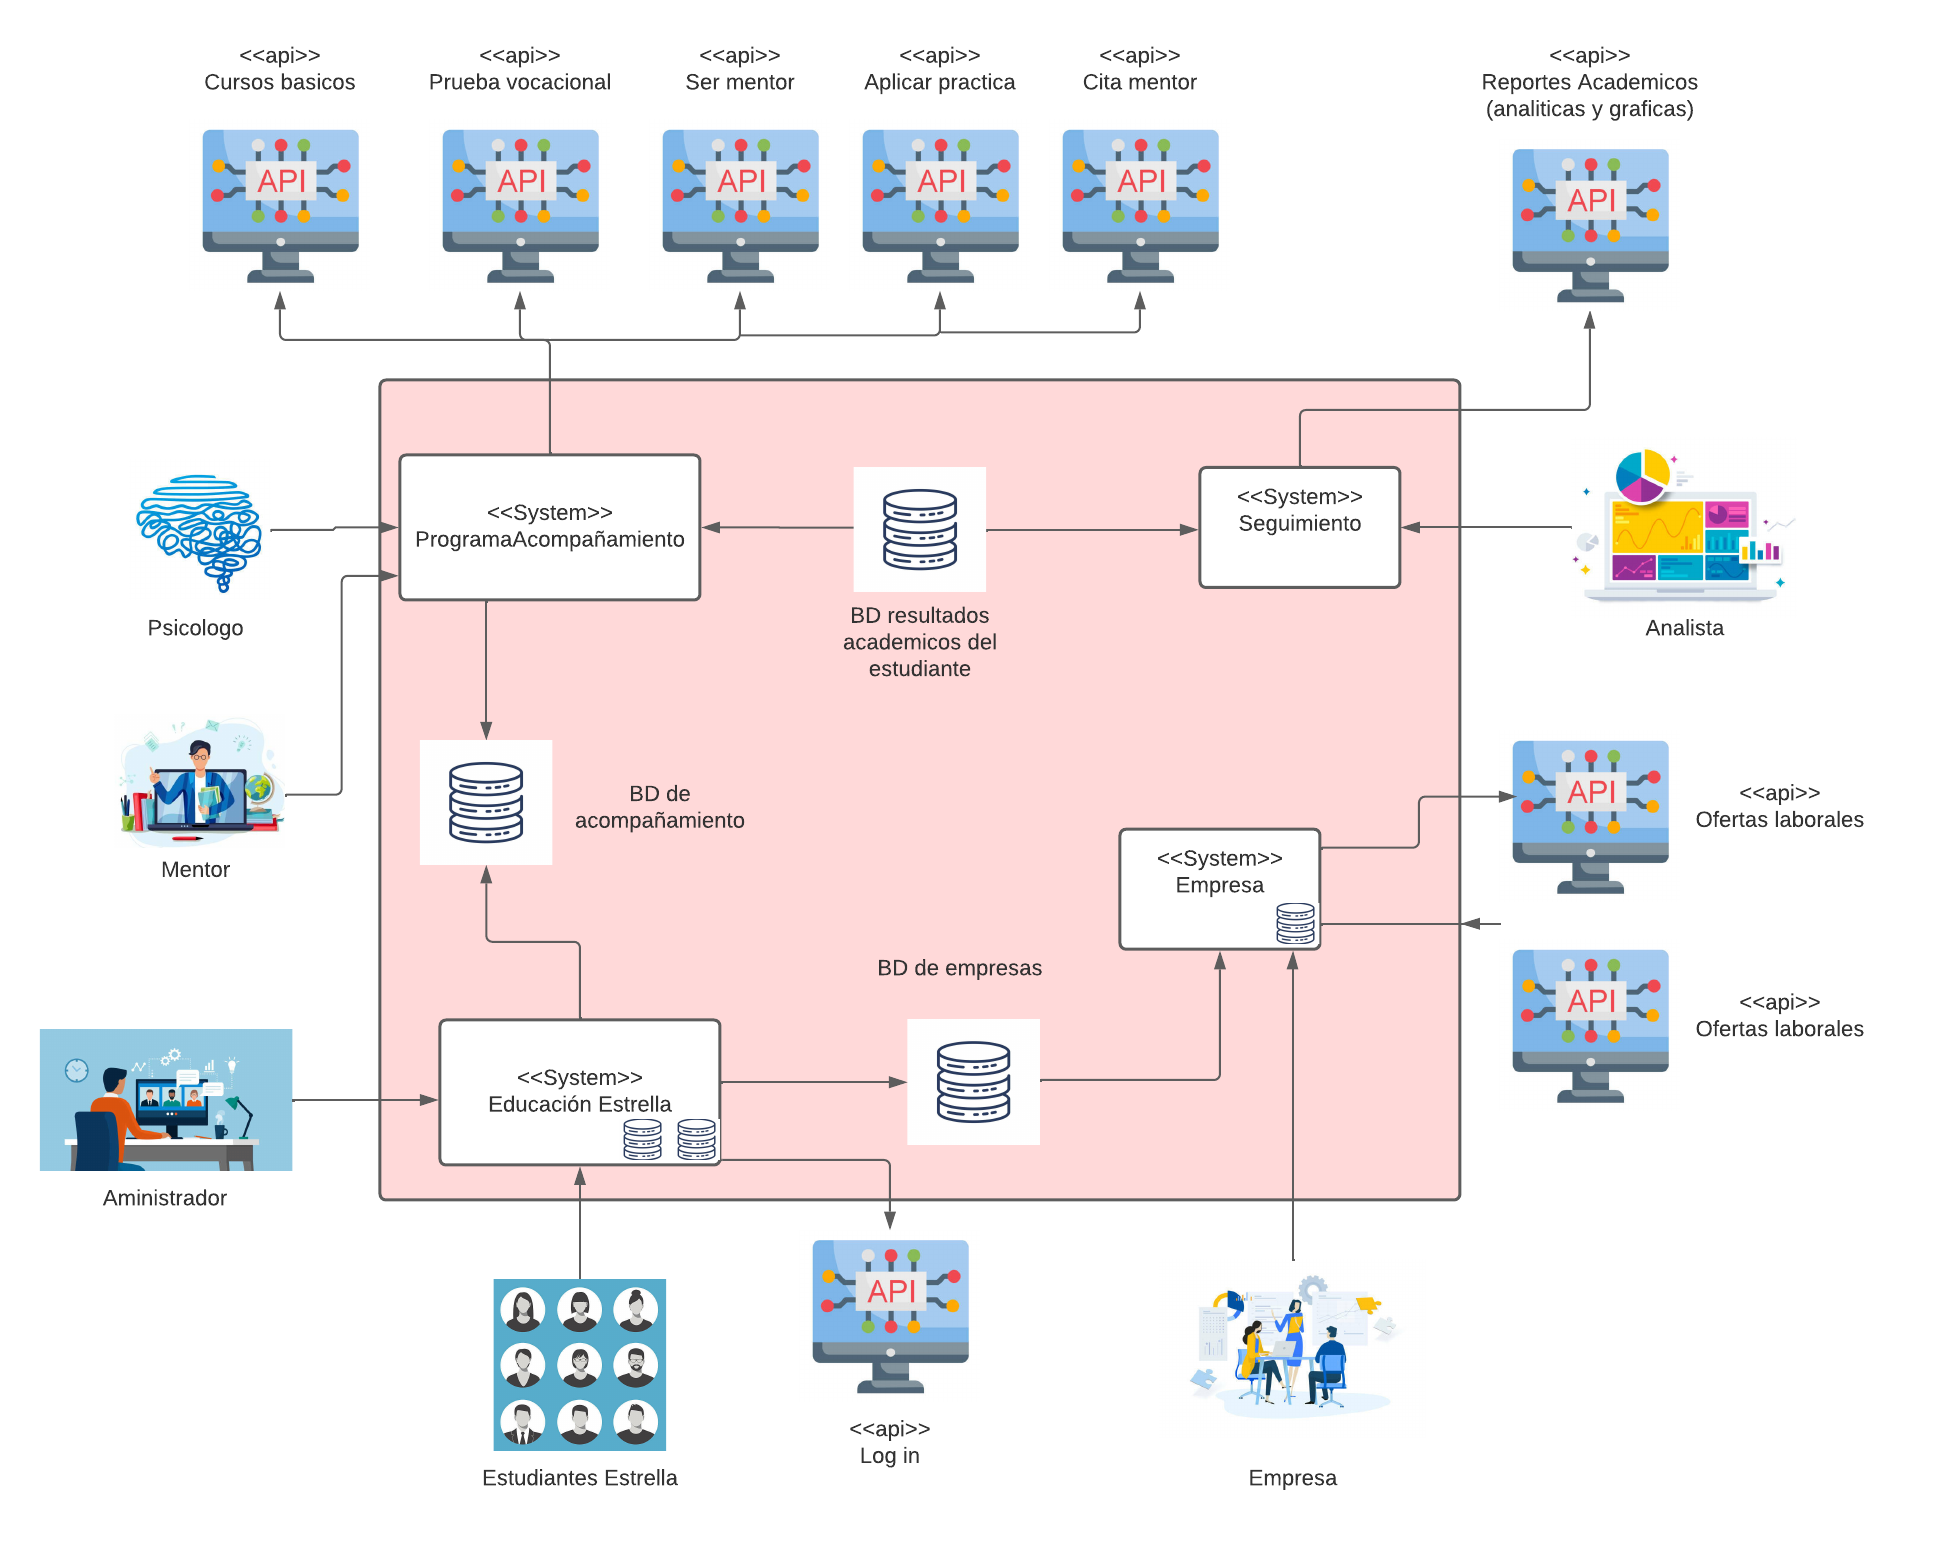 <<api>>
Cursos basicos
<<api>>
Prueba vocacional
<<api>>
Ser mentor
<<api>>
Aplicar practica
<<api>>
Cita mentor
<<api>>
Reportes Academicos
(analiticas y graficas)
API
API
API
API
API
API
<<System>>
ProgramaAcompañamiento
<<System>>
Seguimiento
BD resultados
academicos del
estudiante
Psicologo
Analista
BD de
acompañamiento
Mentor
API
<<api>>
Ofertas laborales
<<System>>
Empresa
BD de empresas
API
<<api>>
Ofertas laborales
<<System>>
Educación Estrella
Aministrador
API
<<api>>
Log in
Estudiantes Estrella
Empresa